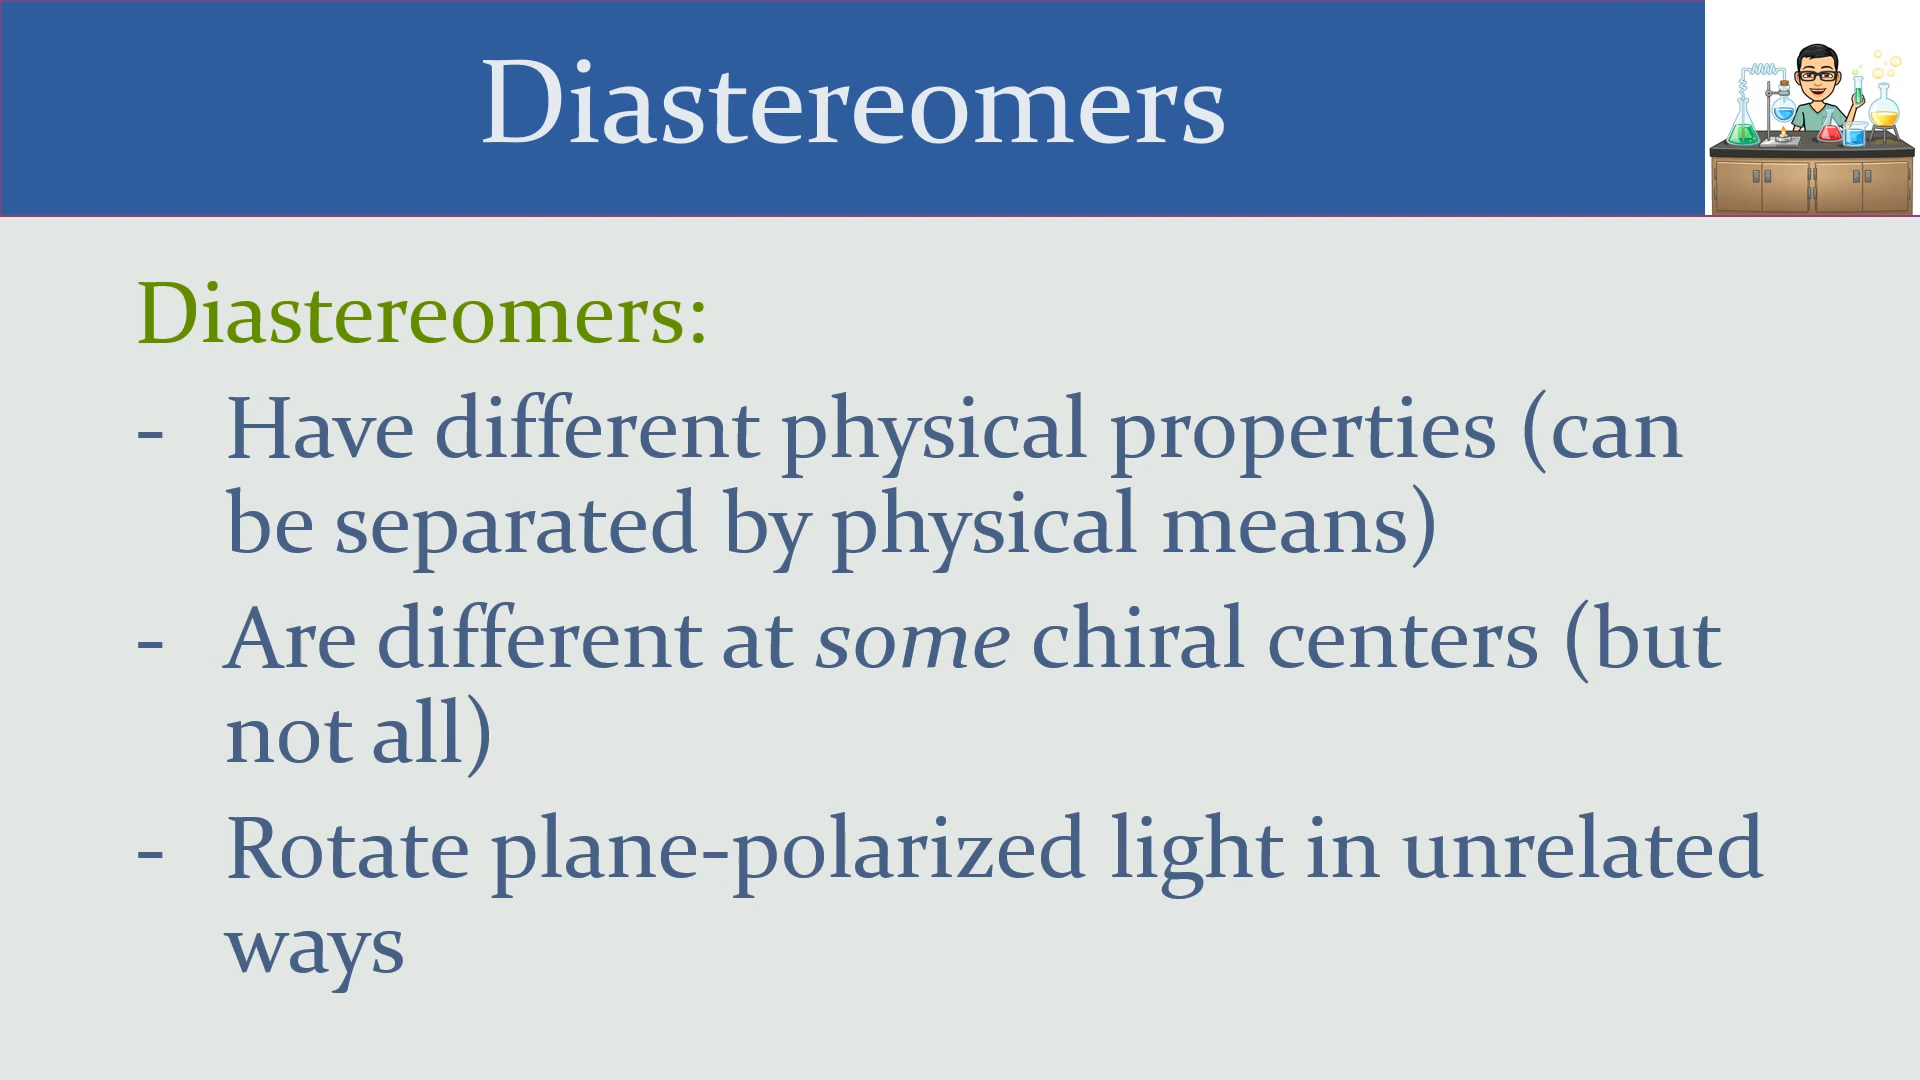 Diastereomers
Diastereomers:
- Have different physical properties (can
be separated by physical means)
- Are different at some chiral centers (but
not all)
- Rotate plane-polarized light in unrelated
ways